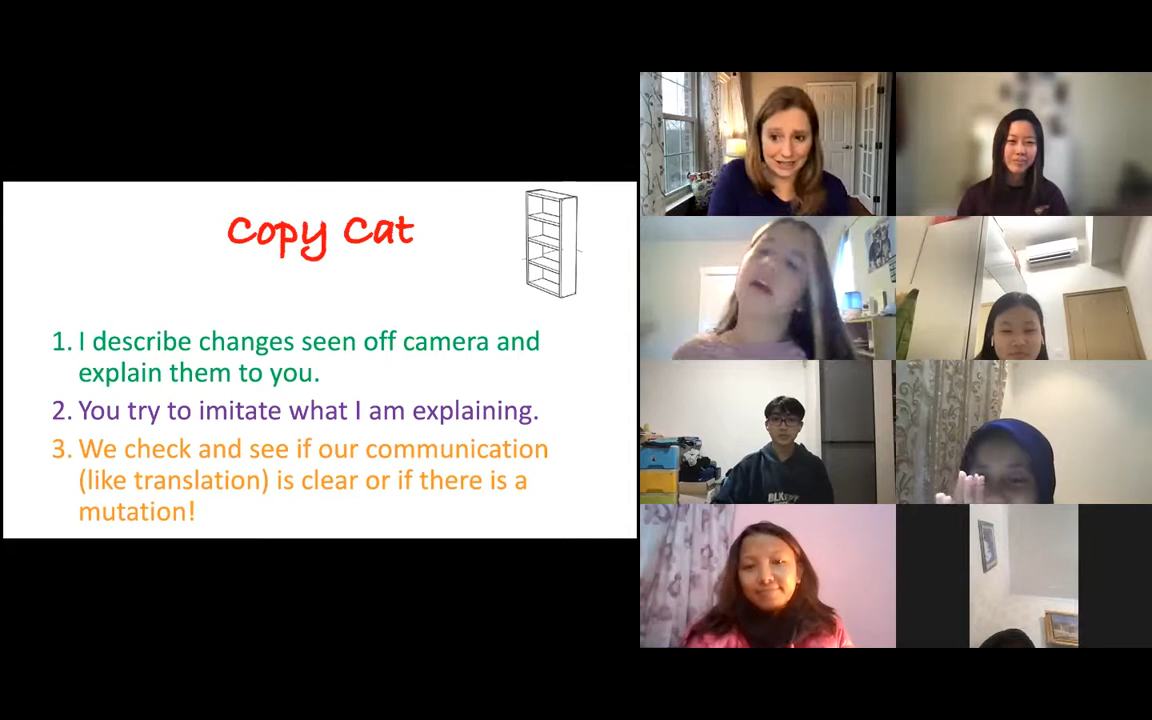 Copy Cat
1. I describe changes seen off camera and
explain them to you.
2. You try to imitate what I am explaining.
3. We check and see if our communication
(like translation) is clear or if there is a
mutation!